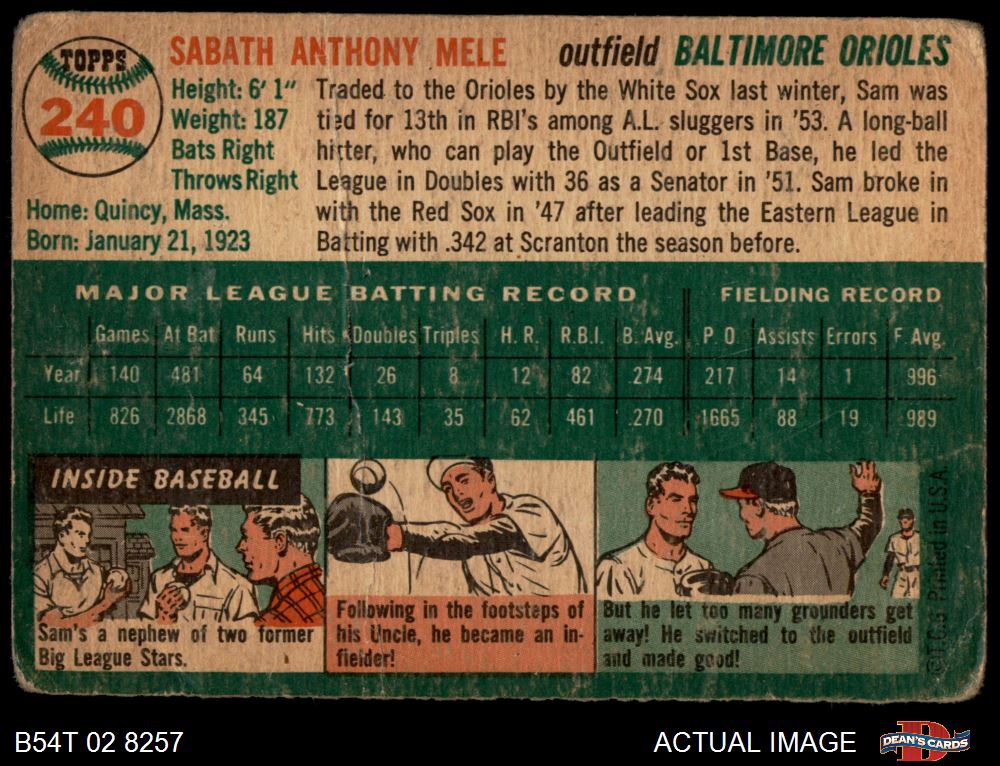 TOPPS
240
SABATH ANTHONY MELE outfield BALTIMORE ORIOLES
Height: 6' 1"
Weight: 187
Bats Right
Throws Right
Home: Quincy, Mass.
Born: January 21, 1923
Traded to the Orioles by the White Sox last winter, Sam was
tied for 13th in RBI's among A.L. sluggers in '53. A long-ball
hitter, who can play the Outfield or 1st Base, he led the
League in Doubles with 36 as a Senator in '51. Sam broke in
with the Red Sox in '47 after leading the Eastern League in
Batting with .342 at Scranton the season before.
MAJOR LEAGUE BATTING RECORD FIELDING RECORD
Games At Bat Runs Hits Doubles Triples H. R. R.B.I. B. Avg. P. O Assists Errors F. Avg.
Year 140 481 64 132 26 8 12 82 .274 217 14 1 .996
Life 826 2868 345 773 143 35 62 461 .270 1665 88 19 .989
INSIDE BASEBALL
Sam's a nephew of two former
Big League Stars.
Following in the footsteps of
his Uncle, he became an in-
fielder!
But he let too many grounders get
away! He switched to the outfield
and made good!
©T.C.G. Printed in U.S.A.
B54T 02 8257
ACTUAL IMAGE
DEAN'S CARDS